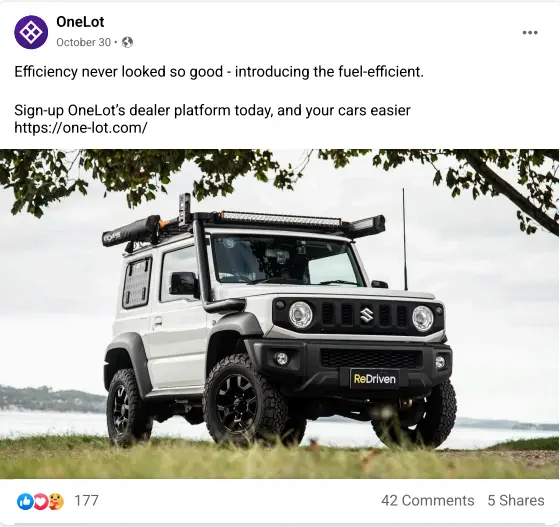 OneLot
October 30
Efficiency never looked so good - introducing the fuel-efficient.
Sign-up OneLot’s dealer platform today, and your cars easier
https://one-lot.com/
ReDriven
177
42 Comments 5 Shares